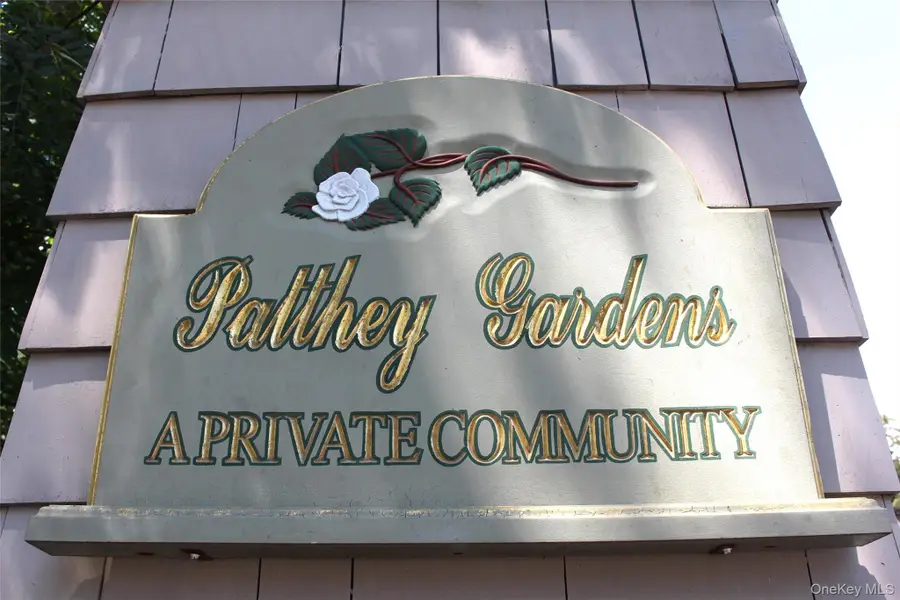 Patthey Gardens
A PRIVATE COMMUNITY
OneKey MLS